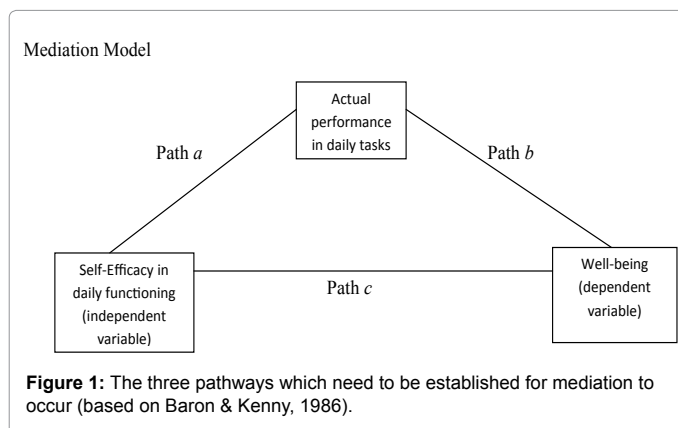 Mediation Model
Actual
performance
in daily tasks
Path a
Path b
Self-Efficacy in
daily functioning
(independent
variable)
Path c
Well-being
(dependent
variable)
Figure 1: The three pathways which need to be established for mediation to
occur (based on Baron & Kenny, 1986).